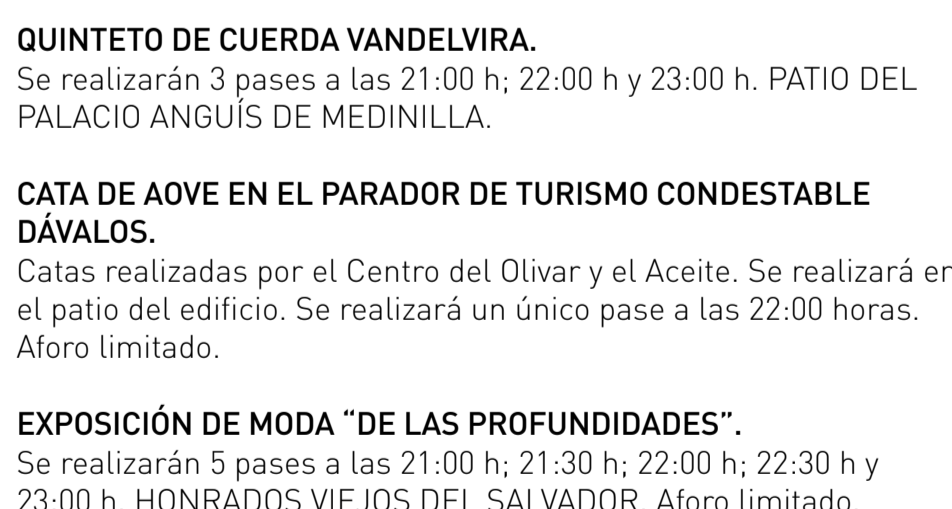 QUINTETO DE CUERDA VANDELVIRA.
Se realizarán 3 pases a las 21:00 h; 22:00 h y 23:00 h. PATIO DEL
PALACIO ANGUÍS DE MEDINILLA.
CATA DE AOVE EN EL PARADOR DE TURISMO CONDESTABLE
DÁVALOS.
Catas realizadas por el Centro del Olivar y el Aceite. Se realizará en
el patio del edificio. Se realizará un único pase a las 22:00 horas.
Aforo limitado.
EXPOSICIÓN DE MODA “DE LAS PROFUNDIDADES”.
Se realizarán 5 pases a las 21:00 h; 21:30 h; 22:00 h; 22:30 h y
23:00 h. HONRADOS VIEJOS DEL SALVADOR. Aforo limitado.